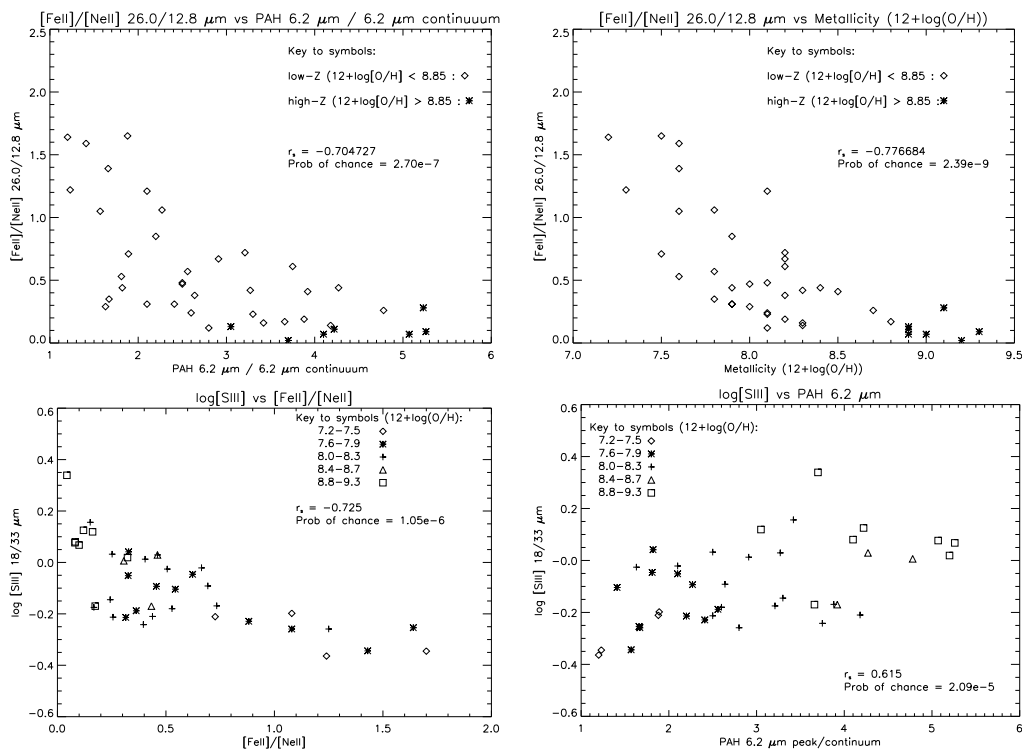 [FeII]/[NeII] 26.0/12.8 μm vs PAH 6.2 μm / 6.2 μm continuuum
2.5
2.0
1.5
1.0
0.5
0.0
[FeII]/[NeII] 26.0/12.8 μm
Key to symbols:
low-Z (12+log[O/H] < 8.85 :
high-Z (12+log[O/H] > 8.85 :
r_s = -0.704727
Prob of chance = 2.70e-7
1 2 3 4 5 6
PAH 6.2 μm / 6.2 μm continuuum
[FeII]/[NeII] 26.0/12.8 μm vs Metallicity (12+log(O/H))
2.5
2.0
1.5
1.0
0.5
0.0
[FeII]/[NeII] 26.0/12.8 μm
Key to symbols:
low-Z (12+log[O/H] < 8.85 :
high-Z (12+log[O/H] > 8.85 :
r_s = -0.776684
Prob of chance = 2.39e-9
7.0 7.5 8.0 8.5 9.0 9.5
Metallicity (12+log(O/H))
log[SIII] vs [FeII]/[NeII]
0.6
0.4
0.2
0.0
-0.2
-0.4
-0.6
log [SIII] 18/33 μm
Key to symbols (12+log(O/H):
7.2-7.5
7.6-7.9
8.0-8.3
8.4-8.7
8.8-9.3
r_s = -0.725
Prob of chance = 1.05e-6
0.0 0.5 1.0 1.5 2.0
[FeII]/[NeII]
log[SIII] vs PAH 6.2 μm
0.6
0.4
0.2
-0.0
-0.2
-0.4
-0.6
log [SIII] 18/33 μm
Key to symbols (12+log(O/H):
7.2-7.5
7.6-7.9
8.0-8.3
8.4-8.7
8.8-9.3
r_s = 0.615
Prob of chance = 2.09e-5
1 2 3 4 5 6
PAH 6.2 μm peak/continuum